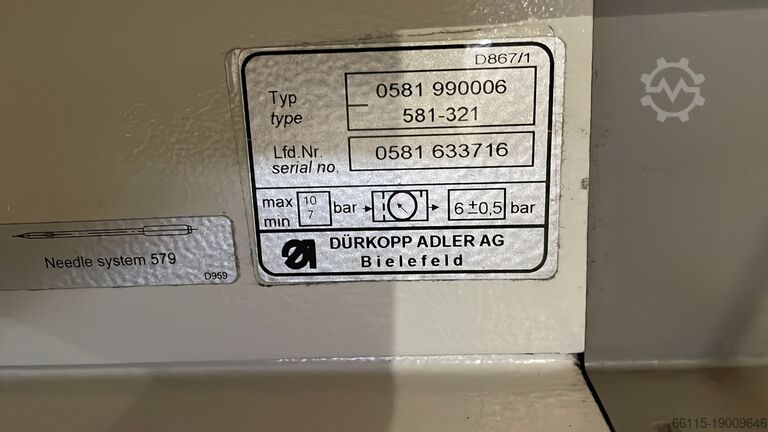 D867/1
Typ
type
0581 990006
581-321
Lfd.Nr.
serial no.
0581 633716
max
min
10
7
bar
6±0,5 bar
DÜRKOPP ADLER AG
Bielefeld
Needle system 579
D959
66115-19009646